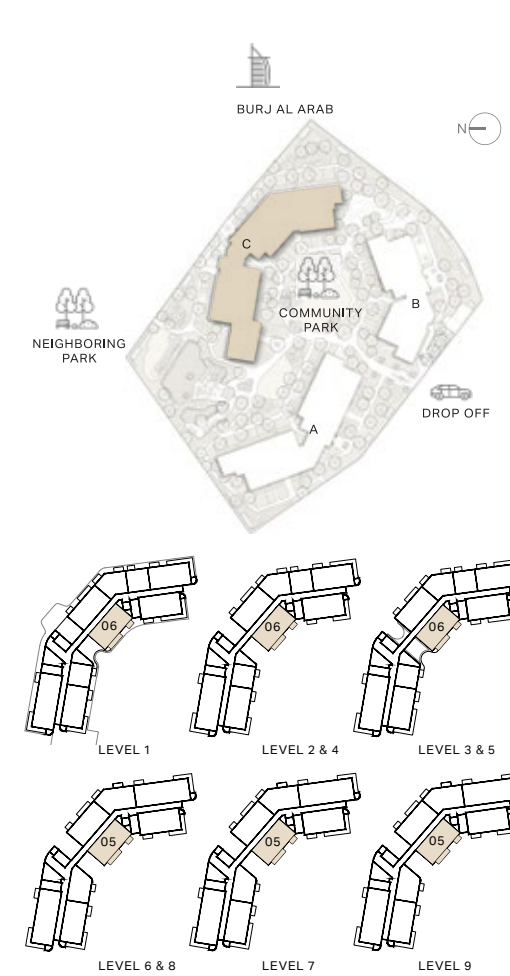 BURJ AL ARAB
N
C
B
COMMUNITY
PARK
NEIGHBORING
PARK
DROP OFF
A
06
06
06
LEVEL 1
LEVEL 2 & 4
LEVEL 3 & 5
05
05
05
LEVEL 6 & 8
LEVEL 7
LEVEL 9